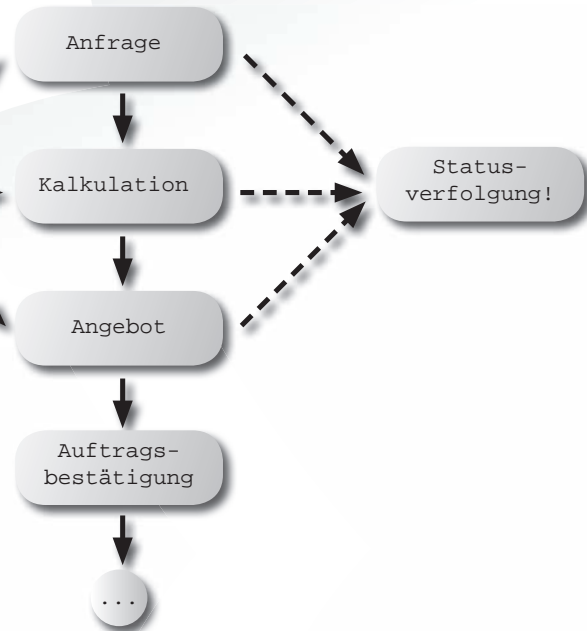 Anfrage
Kalkulation
Status-
verfolgung!
Angebot
Auftrags-
bestätigung
...